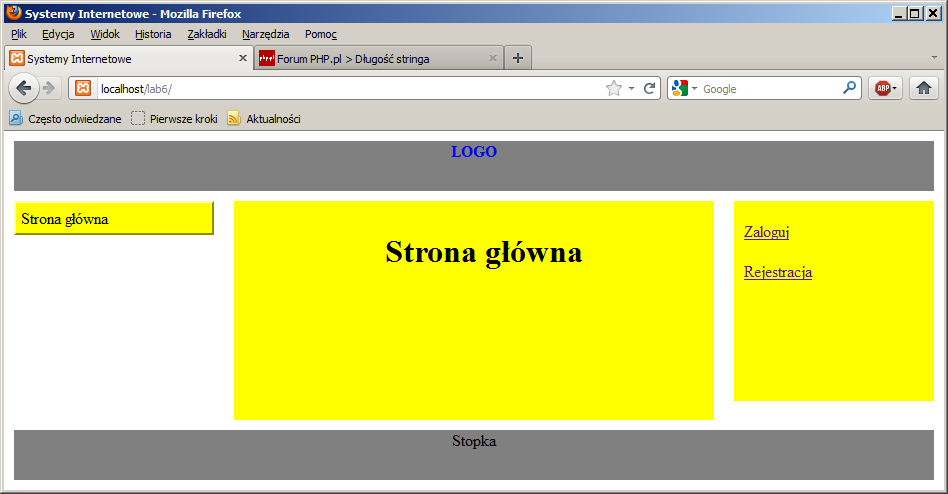 Systemy Internetowe - Mozilla Firefox
Plik Edycja Widok Historia Zakładki Narzędzia Pomoc
Systemy Internetowe
Forum PHP.pl > Długość stringa
localhost/lab6/
Google
ABP
Często odwiedzane Pierwsze kroki Aktualności
LOGO
Strona główna
Strona główna
Zaloguj
Rejestracja
Stopka